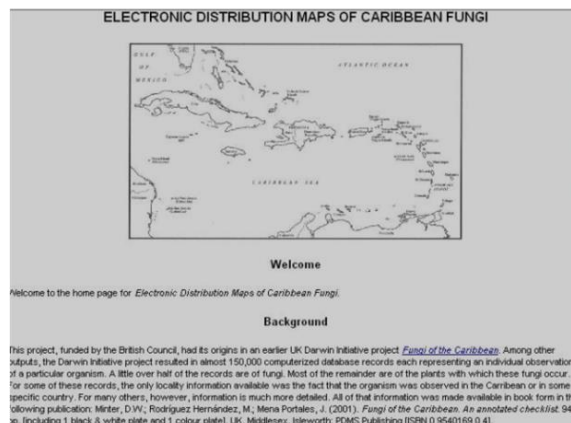 ELECTRONIC DISTRIBUTION MAPS OF CARIBBEAN FUNGI
GULF
OF
MEXICO
ATLANTIC OCEAN
CARIBBEAN SEA
Welcome
Welcome to the home page for Electronic Distribution Maps of Caribbean Fungi.
Background
This project, funded by the British Council, had its origins in an earlier UK Darwin Initiative project Fungi of the Caribbean. Among other
outputs, the Darwin Initiative project resulted in almost 150,000 computerized database records each representing an individual observation
of a particular organism. A little over half of the records are of fungi. Most of the remainder are of the plants with which these fungi occur.
For some of these records, the only locality information available was the fact that the organism was observed in the Carribean or in some
specific country. For many others, however, information is much more detailed. All of that information was made available in book form in the
following publication: Minter, D.W.; Rodríguez Hernández, M.; Mena Portales, J. (2001). Fungi of the Caribbean. An annotated checklist. 94
pp. [including 1 black & white plate and 1 colour plate]. UK, Middlesex, Isleworth; PDMS Publishing [ISBN 0 9540169 0 4].